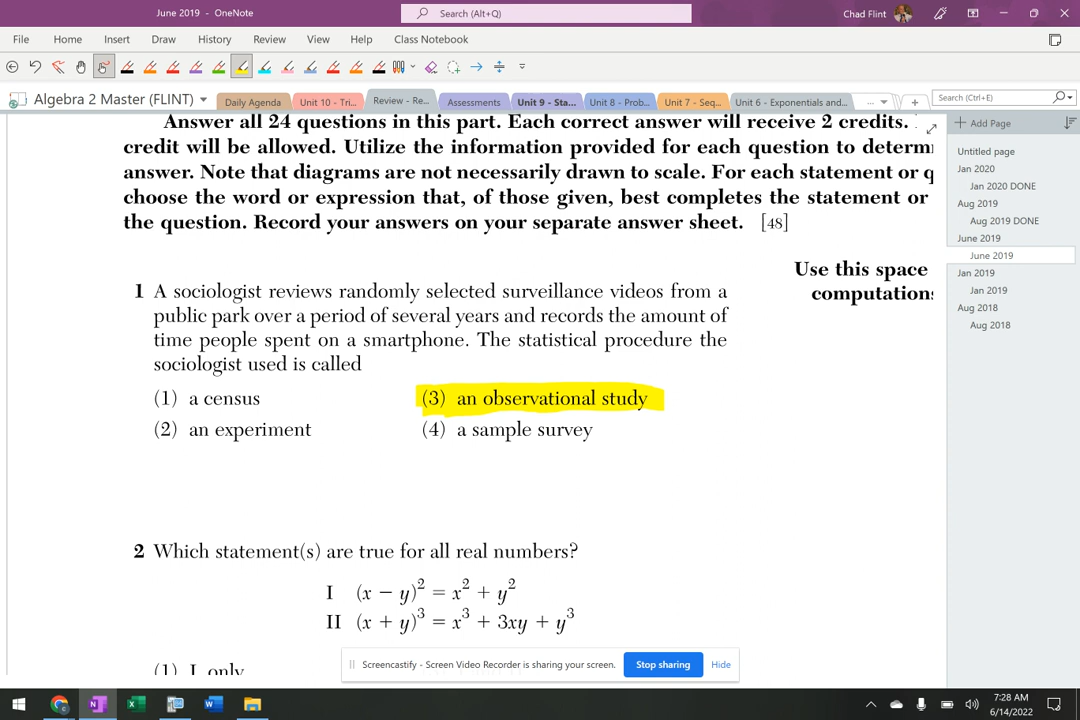 June 2019 - OneNote
Search (Alt+Q)
Chad Flint
File Home Insert Draw History Review View Help Class Notebook
Algebra 2 Master (FLINT)
Daily Agenda
Unit 10 - Tri...
Review - Re...
Assessments
Unit 9 - Sta...
Unit 8 - Prob...
Unit 7 - Seq...
Unit 6 - Exponentials and...
...
Search (Ctrl+E)
Answer all 24 questions in this part. Each correct answer will receive 2 credits.
credit will be allowed. Utilize the information provided for each question to determ
answer. Note that diagrams are not necessarily drawn to scale. For each statement or q
choose the word or expression that, of those given, best completes the statement or
the question. Record your answers on your separate answer sheet. [48]
Use this space
computation
1 A sociologist reviews randomly selected surveillance videos from a
public park over a period of several years and records the amount of
time people spent on a smartphone. The statistical procedure the
sociologist used is called
(1) a census (3) an observational study
(2) an experiment (4) a sample survey
2 Which statement(s) are true for all real numbers?
I (x − y)² = x² + y²
II (x + y)³ = x³ + 3xy + y³
(1) I only
Add Page
Untitled page
Jan 2020
Jan 2020 DONE
Aug 2019
Aug 2019 DONE
June 2019
June 2019
Jan 2019
Jan 2019
Aug 2018
Aug 2018
Screencastify - Screen Video Recorder is sharing your screen. Stop sharing Hide
7:28 AM
6/14/2022